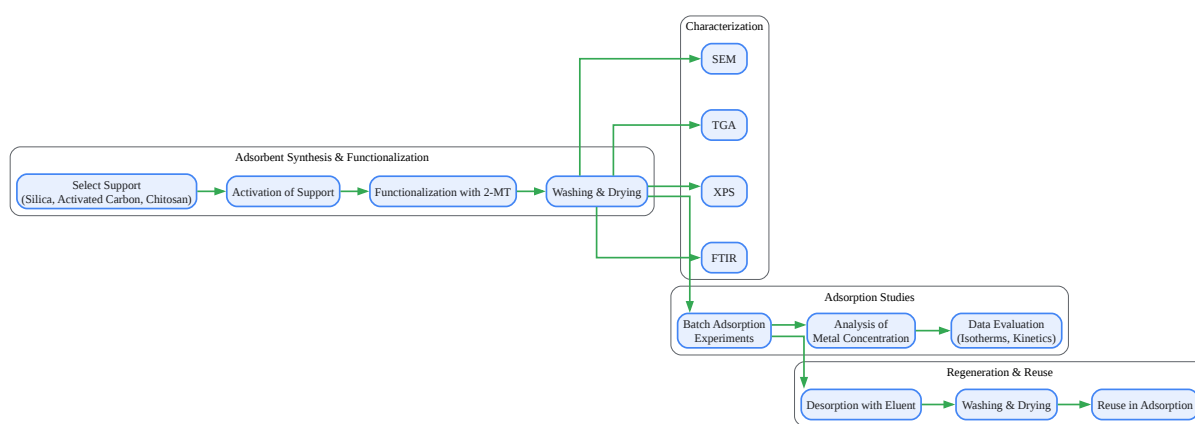 Characterization
SEM
TGA
XPS
FTIR
Adsorbent Synthesis & Functionalization
Select Support
(Silica, Activated Carbon, Chitosan)
Activation of Support
Functionalization with 2-MT
Washing & Drying
Adsorption Studies
Batch Adsorption
Experiments
Analysis of
Metal Concentration
Data Evaluation
(Isotherms, Kinetics)
Regeneration & Reuse
Desorption with Eluent
Washing & Drying
Reuse in Adsorption